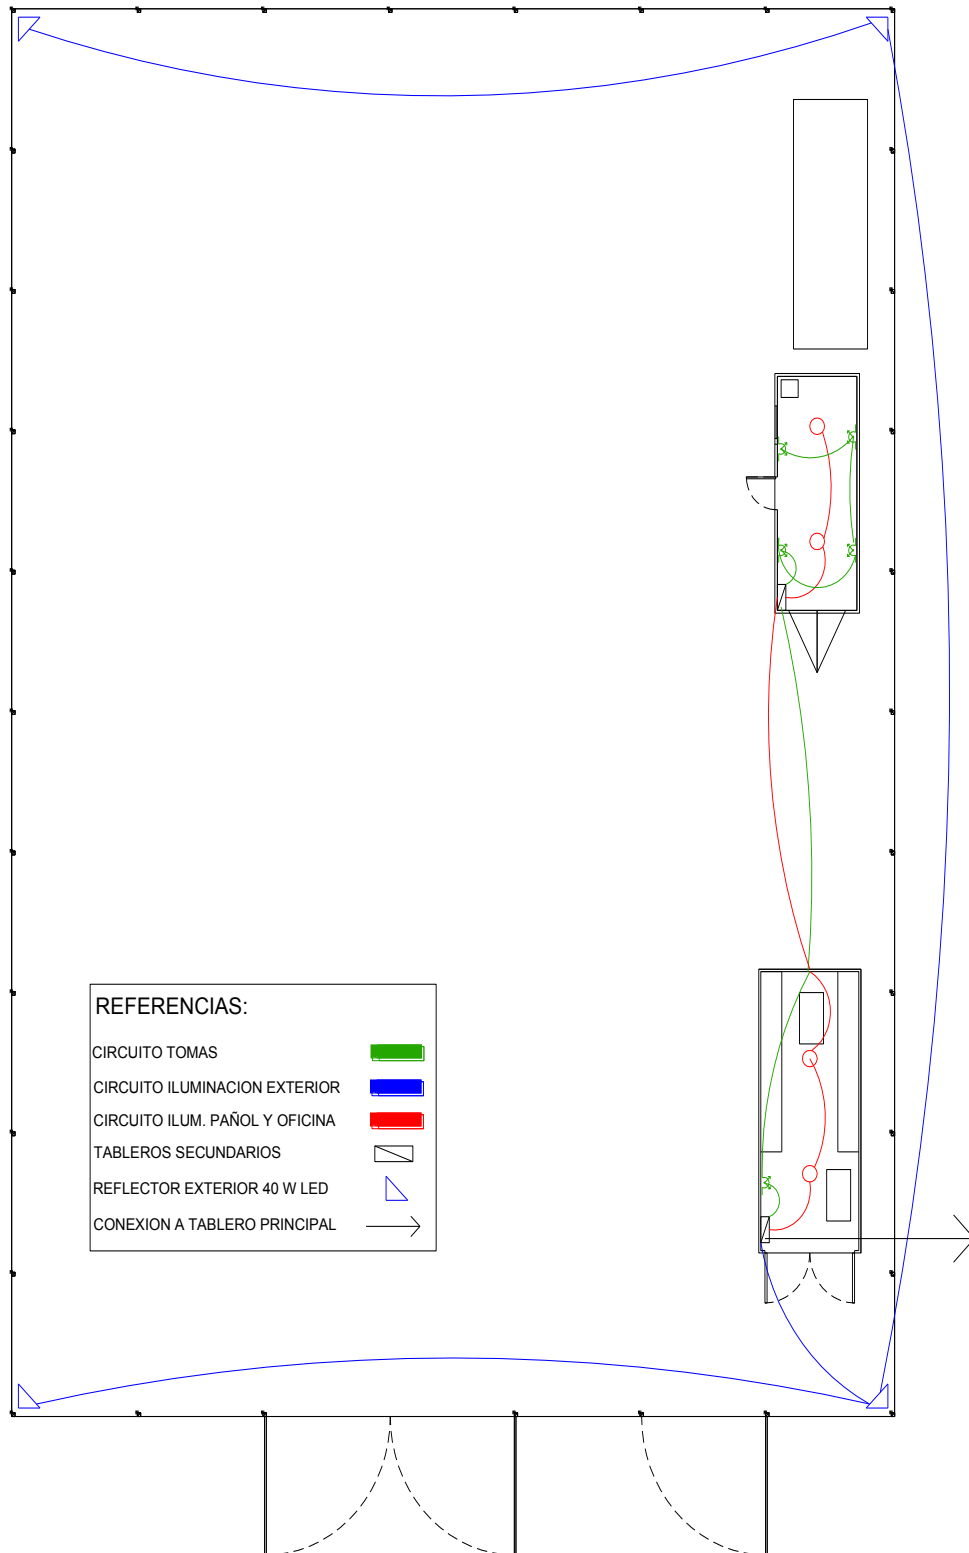 REFERENCIAS:
CIRCUITO TOMAS
CIRCUITO ILUMINACION EXTERIOR
CIRCUITO ILUM. PAÑOL Y OFICINA
TABLEROS SECUNDARIOS
REFLECTOR EXTERIOR 40 W LED
CONEXION A TABLERO PRINCIPAL